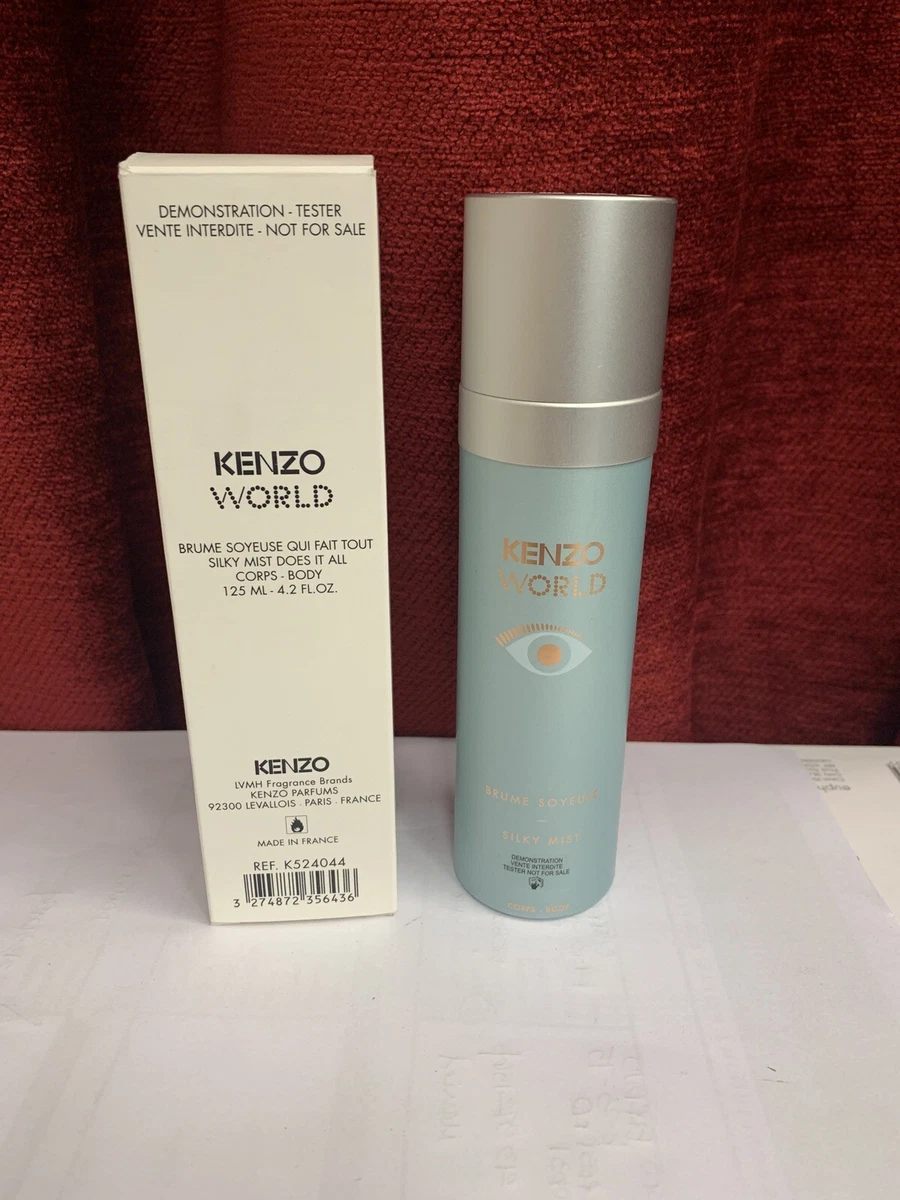 DEMONSTRATION - TESTER
VENTE INTERDITE - NOT FOR SALE
KENZO
WORLD
BRUME SOYEUSE QUI FAIT TOUT
SILKY MIST DOES IT ALL
CORPS - BODY
125 ML - 4.2 FL.OZ.
KENZO
LVMH Fragrance Brands
KENZO PARFUMS
92300 LEVALLOIS . PARIS . FRANCE
MADE IN FRANCE
REF. K524044
3 274872 356436
KENZO
WORLD
BRUME SOYEUSE
SILKY MIST
DEMONSTRATION
VENTE INTERDITE
TESTER NOT FOR SALE
CORPS - BODY